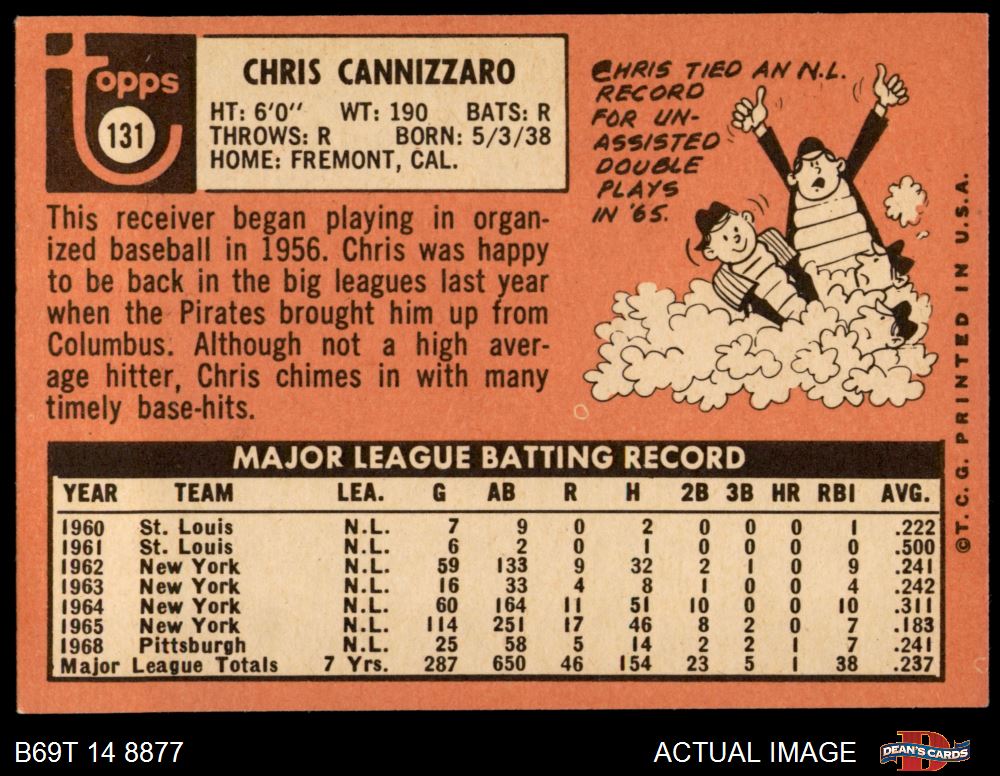 Topps
131
CHRIS CANNIZZARO
HT: 6'0" WT: 190 BATS: R
THROWS: R BORN: 5/3/38
HOME: FREMONT, CAL.
This receiver began playing in organ-
ized baseball in 1956. Chris was happy
to be back in the big leagues last year
when the Pirates brought him up from
Columbus. Although not a high aver-
age hitter, Chris chimes in with many
timely base-hits.
CHRIS TIED AN N.L.
RECORD
FOR UN-
ASSISTED
DOUBLE
PLAYS
IN '65.
©T.C.G. PRINTED IN U.S.A.
MAJOR LEAGUE BATTING RECORD
YEAR TEAM LEA. G AB R H 2B 3B HR RBI AVG.
1960 St. Louis N.L. 7 9 0 2 0 0 0 1 .222
1961 St. Louis N.L. 6 2 0 1 0 0 0 0 .500
1962 New York N.L. 59 133 9 32 2 1 0 9 .241
1963 New York N.L. 16 33 4 8 1 0 0 4 .242
1964 New York N.L. 60 164 11 51 10 0 0 10 .311
1965 New York N.L. 114 251 17 46 8 2 0 7 .183
1968 Pittsburgh N.L. 25 58 5 14 2 2 1 7 .241
Major League Totals 7 Yrs. 287 650 46 154 23 5 1 38 .237
B69T 14 8877
ACTUAL IMAGE
DEAN'S CARDS